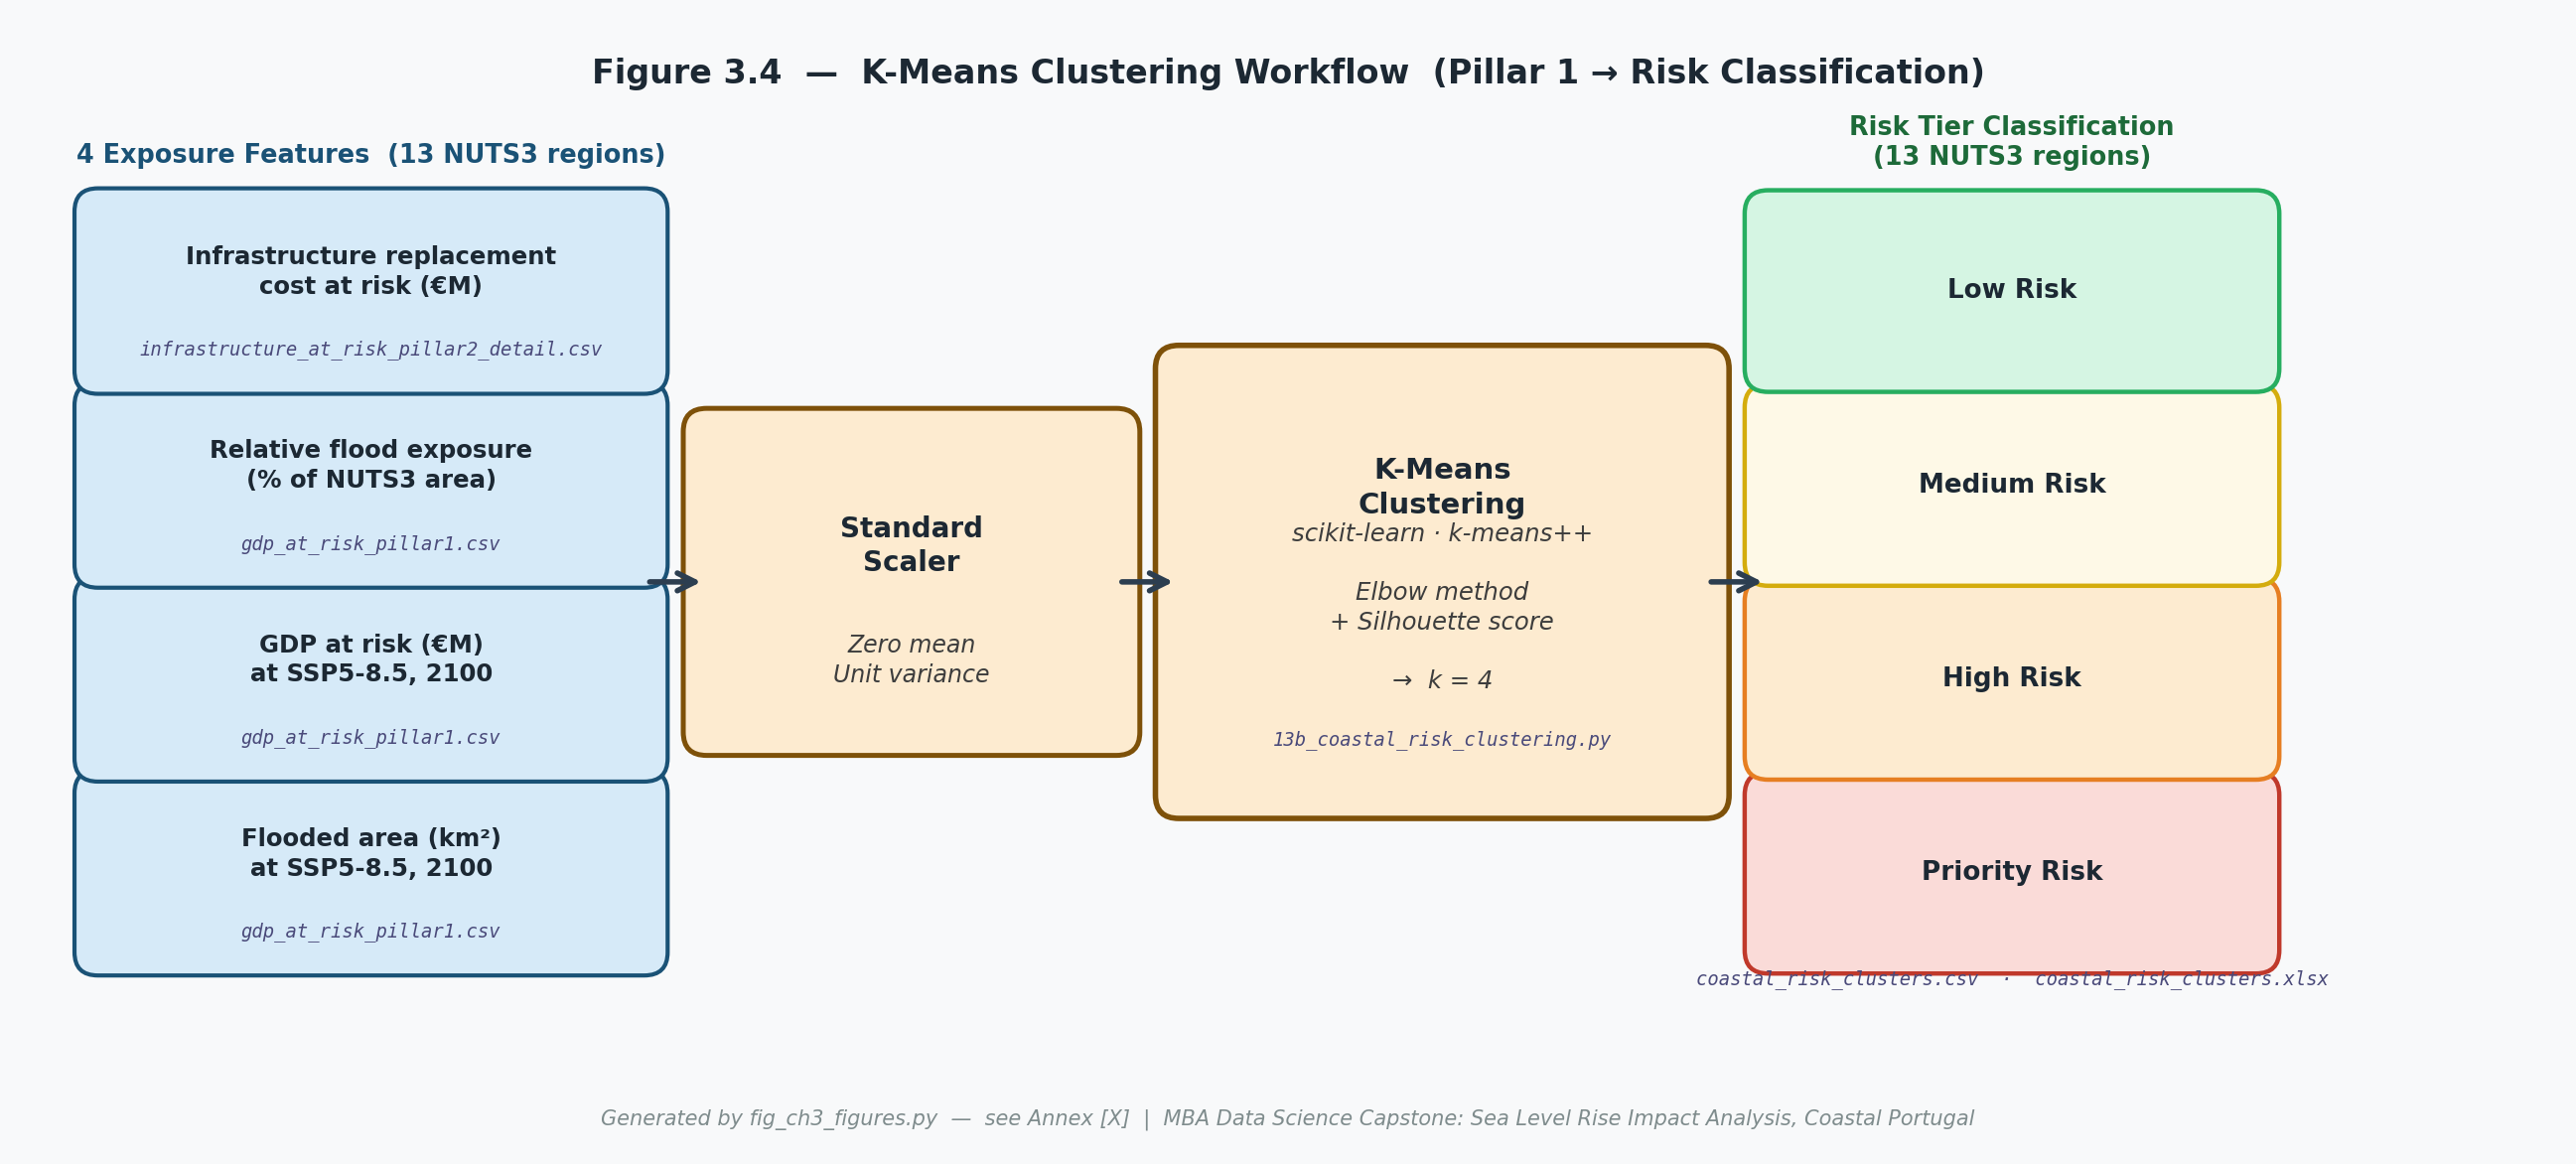 Figure 3.4 — K-Means Clustering Workflow (Pillar 1 → Risk Classification)
4 Exposure Features (13 NUTS3 regions)
Infrastructure replacement
cost at risk (€M)
infrastructure_at_risk_pillar2_detail.csv
Relative flood exposure
(% of NUTS3 area)
gdp_at_risk_pillar1.csv
GDP at risk (€M)
at SSP5-8.5, 2100
gdp_at_risk_pillar1.csv
Flooded area (km²)
at SSP5-8.5, 2100
gdp_at_risk_pillar1.csv
Standard
Scaler
Zero mean
Unit variance
K-Means
Clustering
scikit-learn · k-means++
Elbow method
+ Silhouette score
→ k = 4
13b_coastal_risk_clustering.py
Risk Tier Classification
(13 NUTS3 regions)
Low Risk
Medium Risk
High Risk
Priority Risk
coastal_risk_clusters.csv · coastal_risk_clusters.xlsx
Generated by fig_ch3_figures.py — see Annex [X] | MBA Data Science Capstone: Sea Level Rise Impact Analysis, Coastal Portugal